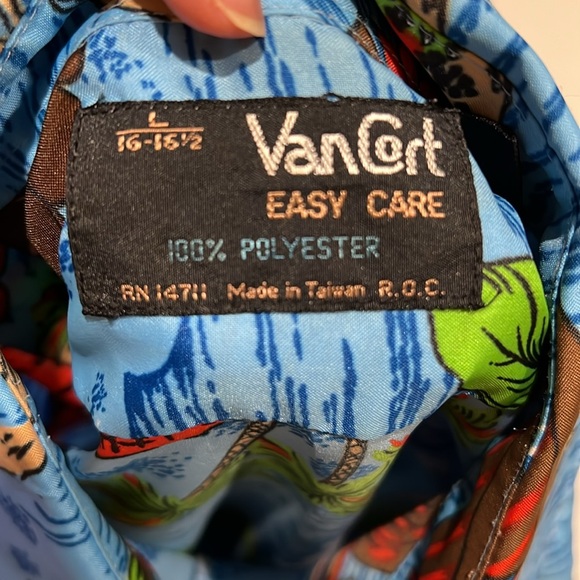 L
16-16½
VanCort
EASY CARE
100% POLYESTER
RN 14711 Made in Taiwan R.O.C.